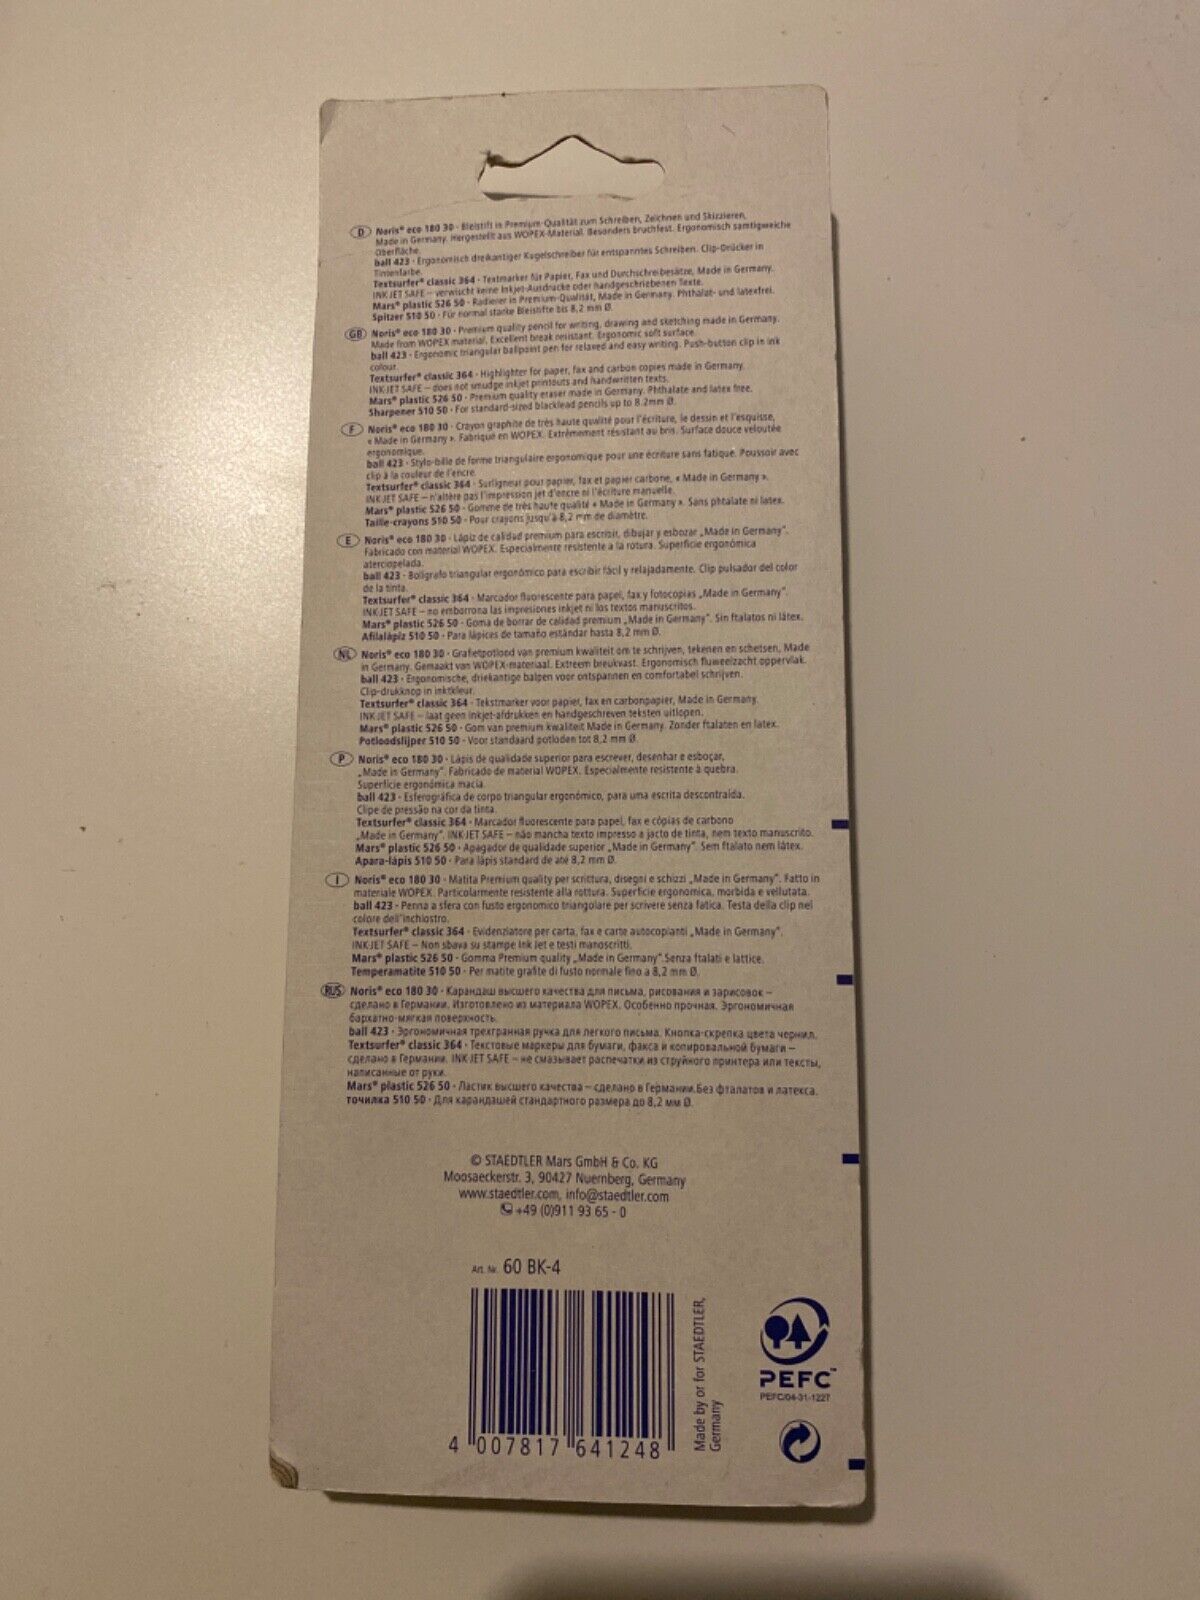 D Noris® eco 180 30 - Bleistift in Premium-Qualität zum Schreiben, Zeichnen und Skizzieren,
Made in Germany. Hergestellt aus WOPEX-Material. Besonders bruchfest. Ergonomisch samtigweiche
Oberfläche.
ball 423 - Ergonomisch dreikantiger Kugelschreiber für entspanntes Schreiben. Clip-Drücker in
Tintenfarbe.
Textsurfer® classic 364 - Textmarker für Papier, Fax und Durchschreibesätze, Made in Germany.
INK JET SAFE – verwischt keine Inkjet-Ausdrucke oder handgeschriebenen Texte.
Mars® plastic 526 50 - Radierer in Premium-Qualität, Made in Germany. Phthalat- und latexfrei.
Spitzer 510 50 - Für normal starke Bleistifte bis 8,2 mm Ø.
GB Noris® eco 180 30 - Premium quality pencil for writing, drawing and sketching made in Germany.
Made from WOPEX material. Excellent break resistant. Ergonomic soft surface.
ball 423 - Ergonomic triangular ballpoint pen for relaxed and easy writing. Push-button clip in ink
colour.
Textsurfer® classic 364 - Highlighter for paper, fax and carbon copies made in Germany.
INK JET SAFE – does not smudge inkjet printouts and handwritten texts.
Mars® plastic 526 50 - Premium quality eraser made in Germany. Phthalate and latex free.
Sharpener 510 50 - For standard-sized blacklead pencils up to 8.2mm Ø.
F Noris® eco 180 30 - Crayon graphite de très haute qualité pour l'écriture, le dessin et l'esquisse,
« Made in Germany ». Fabriqué en WOPEX. Extrêmement résistant au bris. Surface douce veloutée
ergonomique.
ball 423 - Stylo-bille de forme triangulaire ergonomique pour une écriture sans fatigue. Poussoir avec
clip à la couleur de l'encre.
Textsurfer® classic 364 - Surligneur pour papier, fax et papier carbone, « Made in Germany ».
INK JET SAFE – n'altère pas l'impression jet d'encre ni l'écriture manuelle.
Mars® plastic 526 50 - Gomme de très haute qualité « Made in Germany ». Sans phtalate ni latex.
Taille-crayons 510 50 - Pour crayons jusqu'à 8,2 mm de diamètre.
E Noris® eco 180 30 - Lápiz de calidad premium para escribir, dibujar y esbozar „Made in Germany".
Fabricado con material WOPEX. Especialmente resistente a la rotura. Superficie ergonómica
aterciopelada.
ball 423 - Bolígrafo triangular ergonómico para escribir fácil y relajadamente. Clip pulsador del color
de la tinta.
Textsurfer® classic 364 - Marcador fluorescente para papel, fax y fotocopias „Made in Germany".
INK JET SAFE – no emborrona las impresiones inkjet ni los textos manuscritos.
Mars® plastic 526 50 - Goma de borrar de calidad premium „Made in Germany". Sin ftalatos ni látex.
Afilalápiz 510 50 - Para lápices de tamaño estándar hasta 8,2 mm Ø.
NL Noris® eco 180 30 - Grafietpotlood van premium kwaliteit om te schrijven, tekenen en schetsen, Made
in Germany. Gemaakt van WOPEX-materiaal. Extreem breukvast. Ergonomisch fluweelzacht oppervlak.
ball 423 - Ergonomische, driekantige balpen voor ontspannen en comfortabel schrijven.
Clip-drukknop in inktkleur.
Textsurfer® classic 364 - Tekstmarker voor papier, fax en carbonpapier, Made in Germany.
INK JET SAFE – laat geen inkjet-afdrukken en handgeschreven teksten uitlopen.
Mars® plastic 526 50 - Gom van premium kwaliteit Made in Germany. Zonder ftalaten en latex.
Potloodslijper 510 50 - Voor standaard potloden tot 8,2 mm Ø.
P Noris® eco 180 30 - Lápis de qualidade superior para escrever, desenhar e esboçar,
„Made in Germany". Fabricado de material WOPEX. Especialmente resistente à quebra.
Superfície ergonómica macia.
ball 423 - Esferográfica de corpo triangular ergonómico, para uma escrita descontraída.
Clipe de pressão na cor da tinta.
Textsurfer® classic 364 - Marcador fluorescente para papel, fax e cópias de carbono
„Made in Germany". INK JET SAFE – não mancha texto impresso a jacto de tinta, nem texto manuscrito.
Mars® plastic 526 50 - Apagador de qualidade superior „Made in Germany". Sem ftalato nem látex.
Apara-lápis 510 50 - Para lápis standard de até 8,2 mm Ø.
I Noris® eco 180 30 - Matita Premium quality per scrittura, disegni e schizzi „Made in Germany". Fatto in
materiale WOPEX. Particolarmente resistente alla rottura. Superficie ergonomica, morbida e vellutata.
ball 423 - Penna a sfera con fusto ergonomico triangolare per scrivere senza fatica. Testa della clip nel
colore dell'inchiostro.
Textsurfer® classic 364 - Evidenziatore per carta, fax e carte autocopianti „Made in Germany".
INK JET SAFE – Non sbava su stampe Ink Jet e testi manoscritti.
Mars® plastic 526 50 - Gomma Premium quality „Made in Germany".Senza ftalati e lattice.
Temperamatite 510 50 - Per matite grafite di fusto normale fino a 8,2 mm Ø.
RUS Noris® eco 180 30 - Карандаш высшего качества для письма, рисования и зарисовок –
сделано в Германии. Изготовлено из материала WOPEX. Особенно прочная. Эргономичная
бархатно-мягкая поверхность.
ball 423 - Эргономичная трехгранная ручка для легкого письма. Кнопка-скрепка цвета чернил.
Textsurfer® classic 364 - Текстовые маркеры для бумаги, факса и копировальной бумаги –
сделано в Германии. INK JET SAFE – не смазывает распечатки из струйного принтера или тексты,
написанные от руки.
Mars® plastic 526 50 - Ластик высшего качества – сделано в Германии.Без фталатов и латекса.
точилка 510 50 - Для карандашей стандартного размера до 8,2 мм Ø.
© STAEDTLER Mars GmbH & Co. KG
Moosaeckerstr. 3, 90427 Nuernberg, Germany
www.staedtler.com, info@staedtler.com
+49 (0)911 93 65 - 0
Art. Nr. 60 BK-4
4 007817 641248
Made by or for STAEDTLER,
Germany
PEFC™
PEFC/04-31-1227